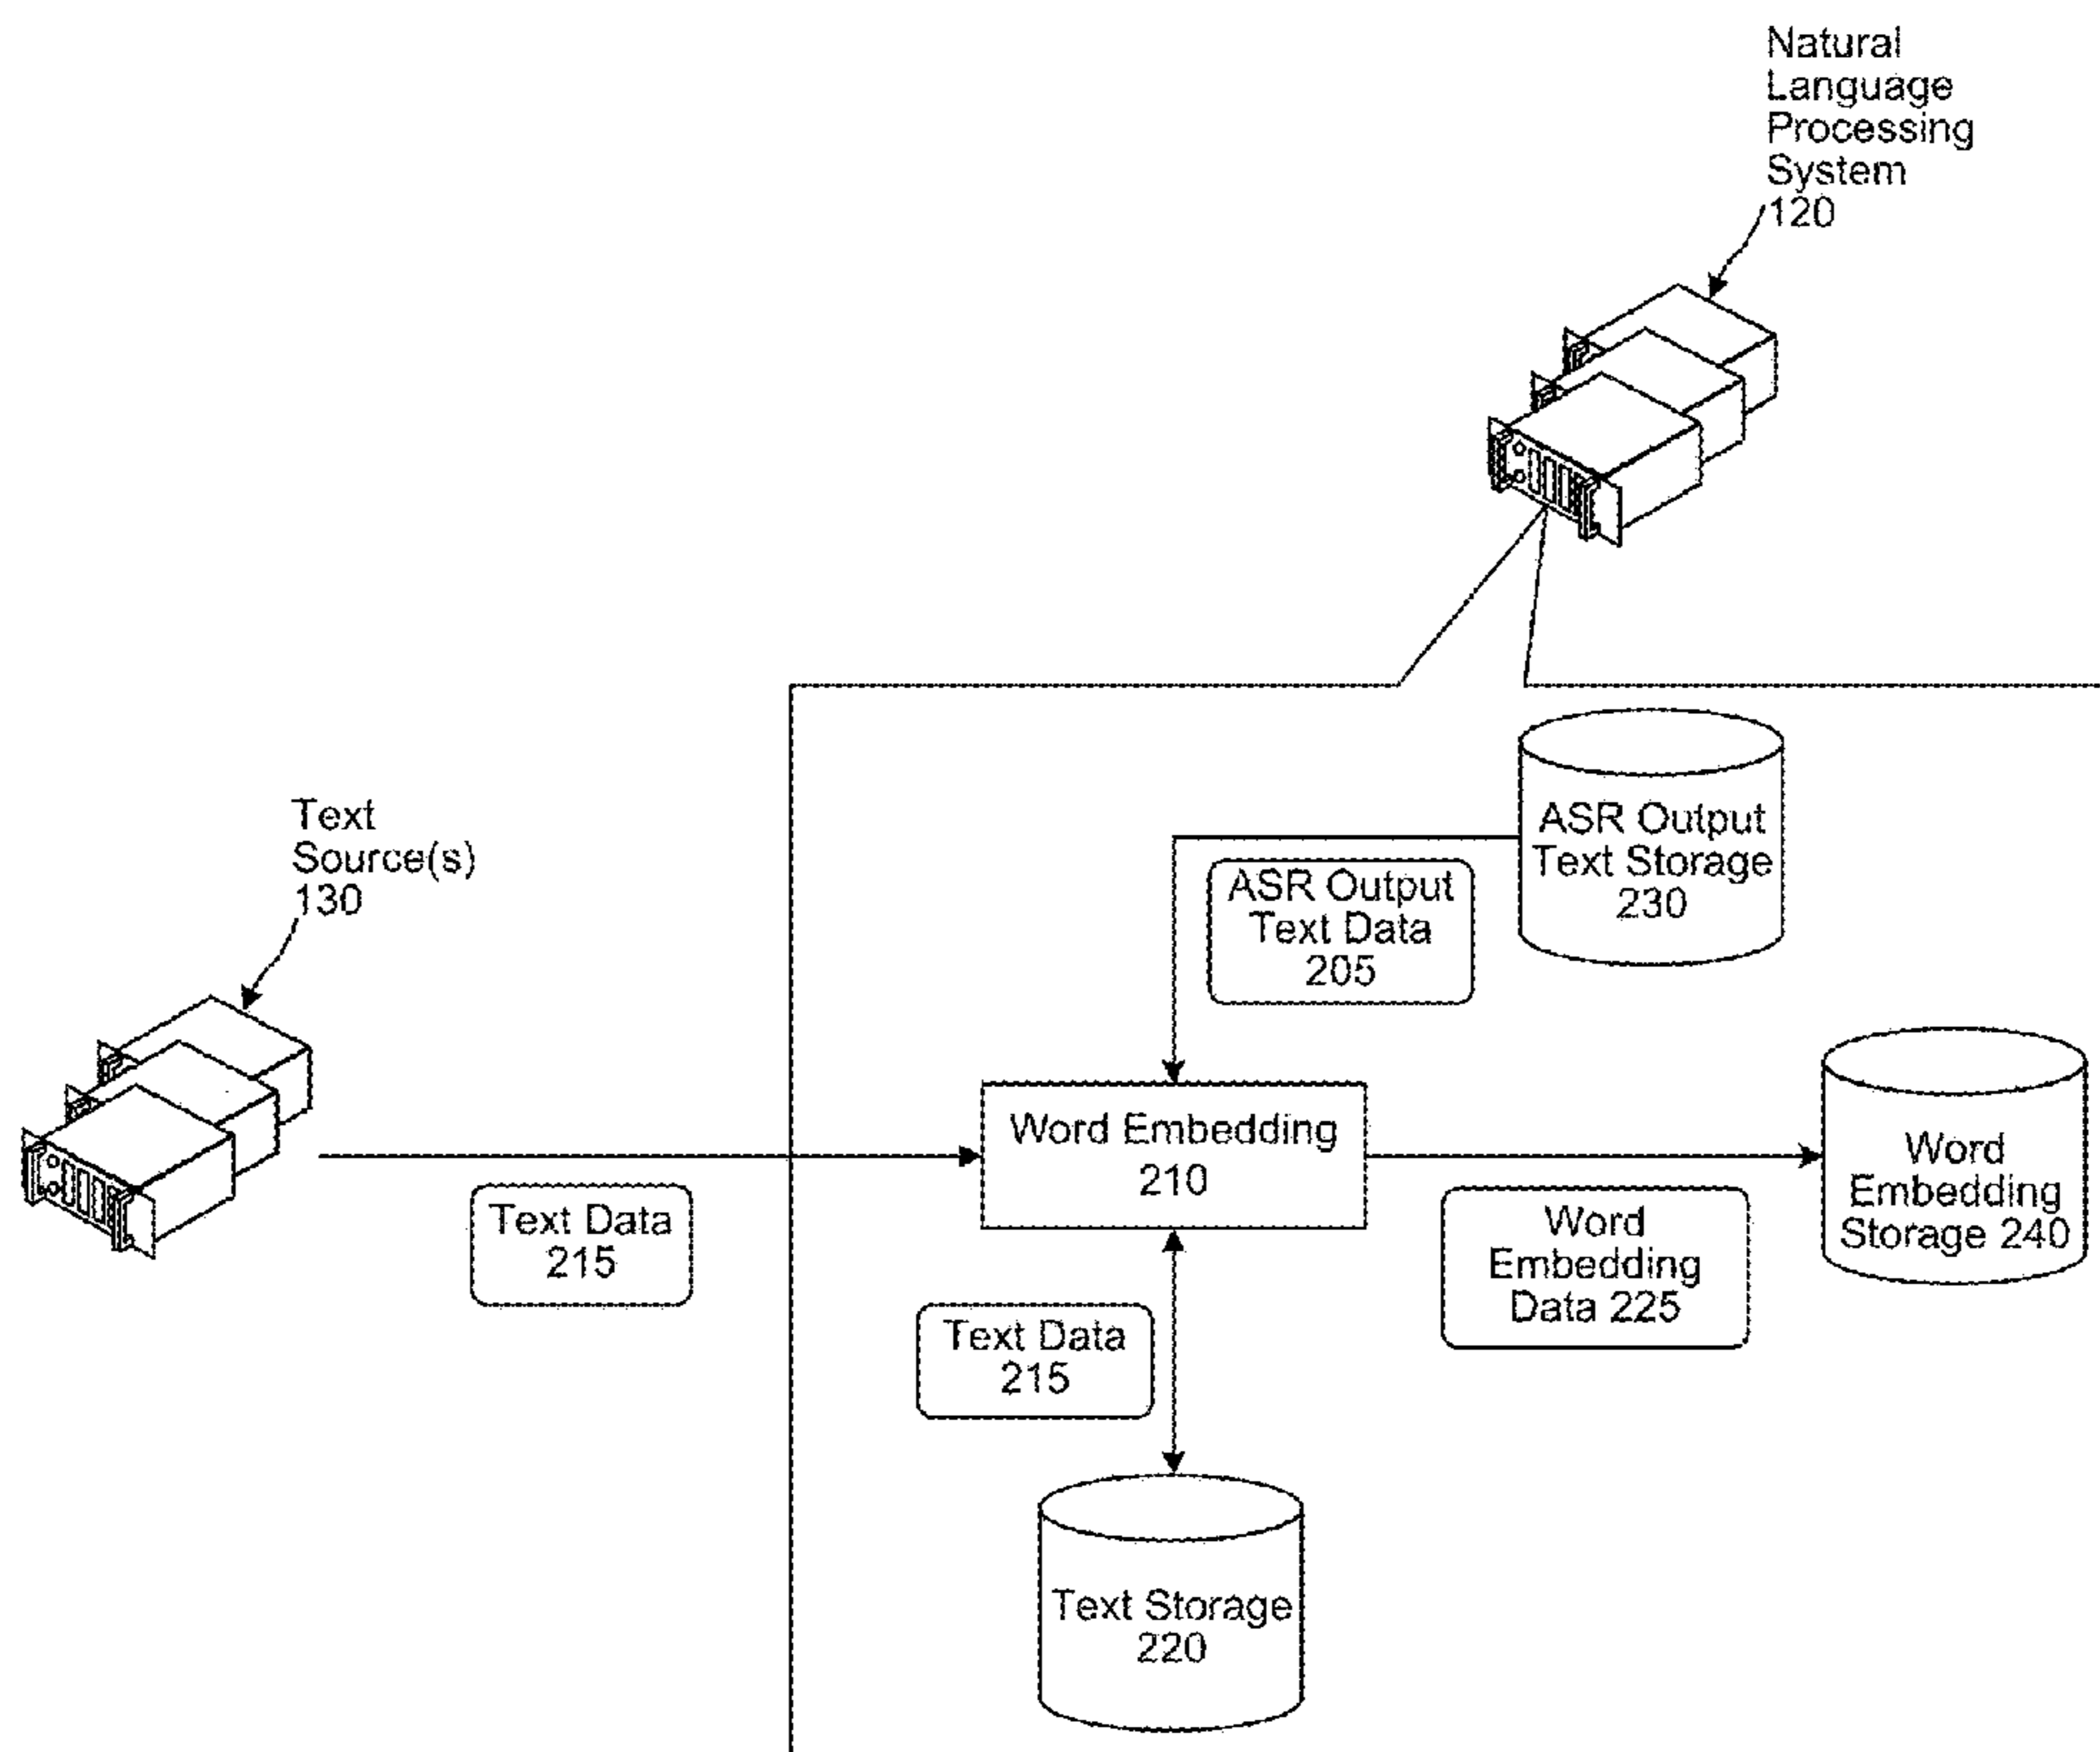 Natural
Language
Processing
System
120
Text
Source(s)
130
ASR Output
Text Storage
230
ASR Output
Text Data
205
Word Embedding
210
Word
Embedding
Storage 240
Text Data
215
Word
Embedding
Data 225
Text Data
215
Text Storage
220